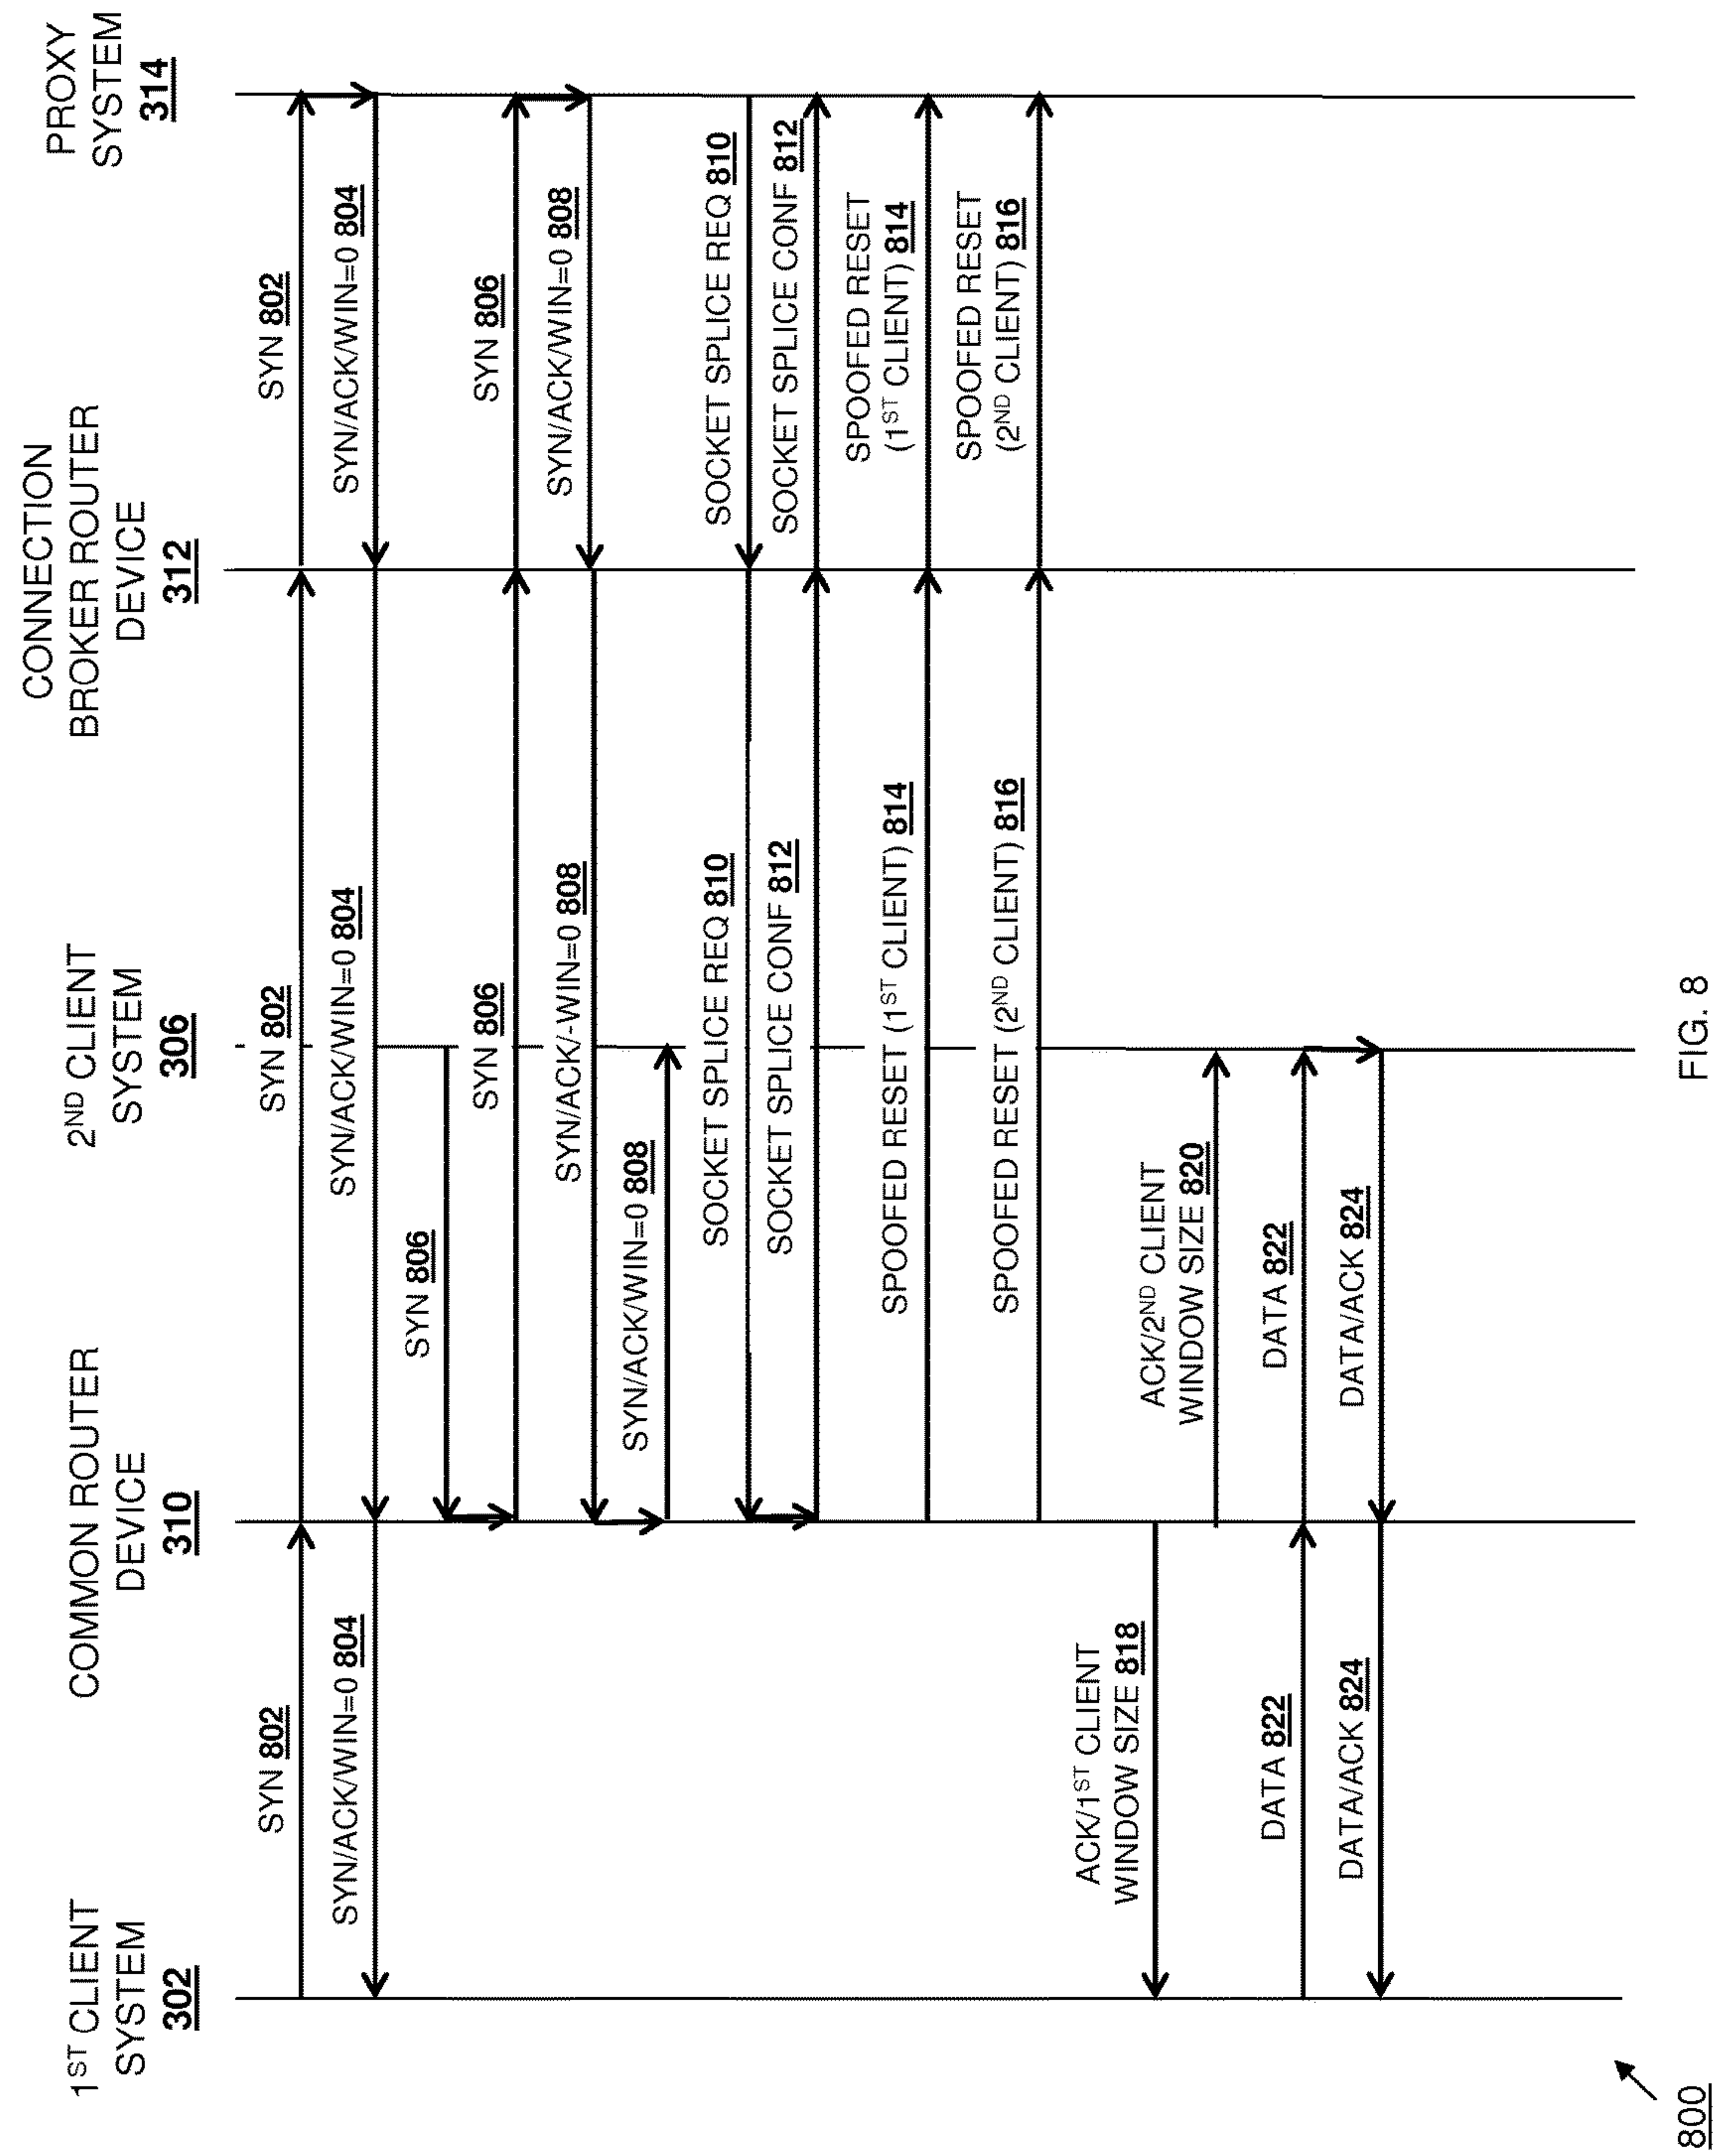 1ST CLIENT
SYSTEM
302
COMMON ROUTER
DEVICE
310
2ND CLIENT
SYSTEM
306
CONNECTION
BROKER ROUTER
DEVICE
312
PROXY
SYSTEM
314
SYN 802
SYN 802
SYN 802
SYN/ACK/WIN=0 804
SYN/ACK/WIN=0 804
SYN/ACK/WIN=0 804
SYN 806
SYN 806
SYN 806
SYN/ACK/-WIN=0 808
SYN/ACK/WIN=0 808
SYN/ACK/WIN=0 808
SOCKET SPLICE REQ 810
SOCKET SPLICE REQ 810
SOCKET SPLICE CONF 812
SOCKET SPLICE CONF 812
SPOOFED RESET (1ST CLIENT) 814
SPOOFED RESET
(1ST CLIENT) 814
SPOOFED RESET (2ND CLIENT) 816
SPOOFED RESET
(2ND CLIENT) 816
ACK/1ST CLIENT
WINDOW SIZE 818
ACK/2ND CLIENT
WINDOW SIZE 820
DATA 822
DATA 822
DATA/ACK 824
DATA/ACK 824
800
FIG. 8